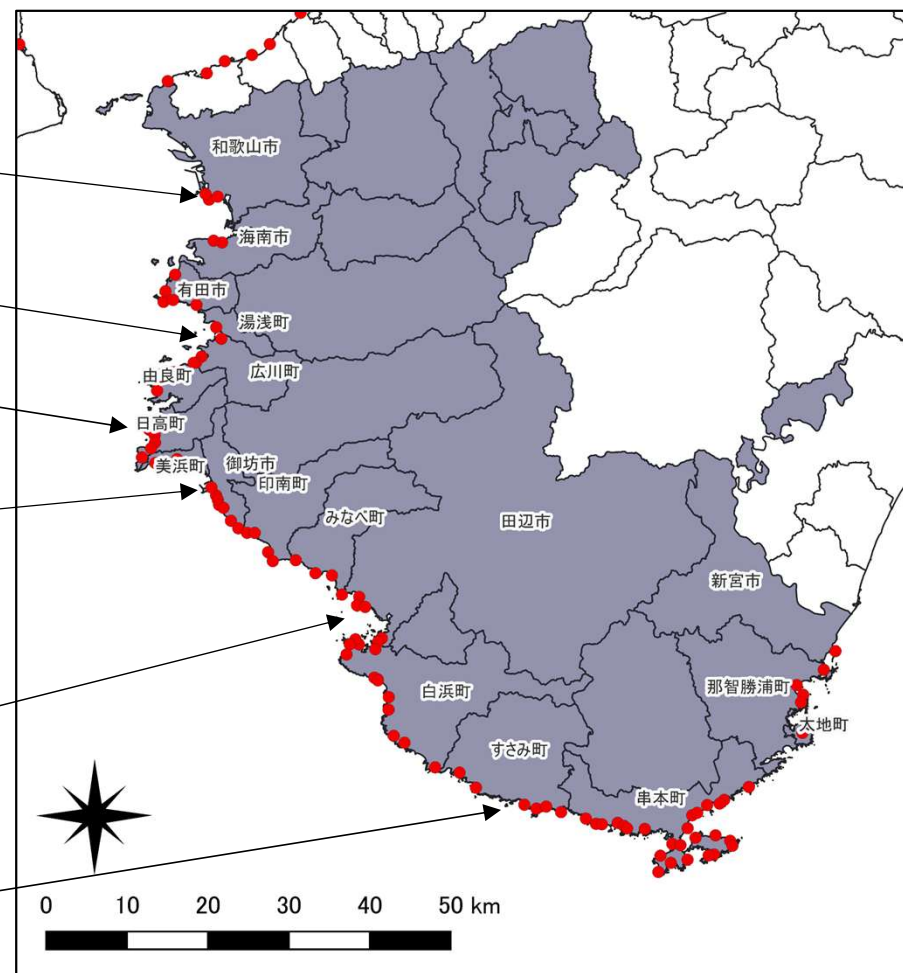 和歌山市
海南市
有田市
湯浅町
広川町
由良町
日高町
美浜町
御坊市
印南町
みなべ町
田辺市
新宮市
白浜町
那智勝浦町
太地町
すさみ町
串本町
0 10 20 30 40 50 km